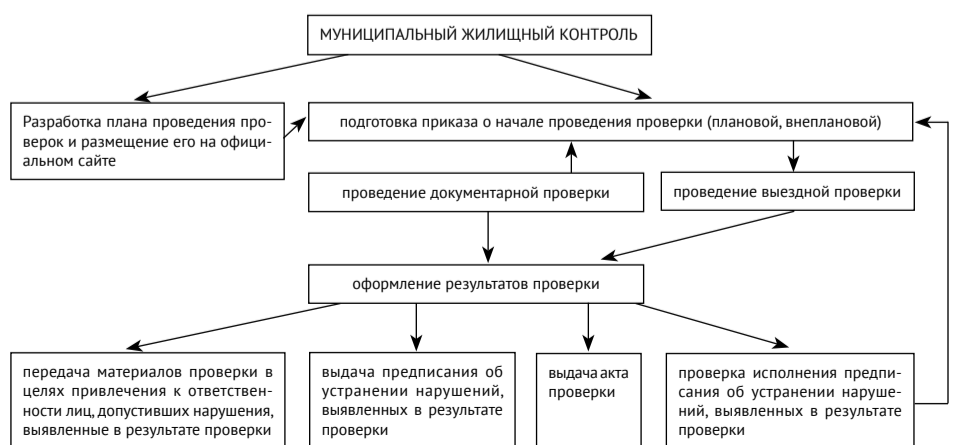 МУНИЦИПАЛЬНЫЙ ЖИЛИЩНЫЙ КОНТРОЛЬ
Разработка плана проведения про-
верок и размещение его на офици-
альном сайте
подготовка приказа о начале проведения проверки (плановой, внеплановой)
проведение документарной проверки
проведение выездной проверки
оформление результатов проверки
передача материалов проверки в
целях привлечения к ответствен-
ности лиц, допустивших нарушения,
выявленные в результате проверки
выдача предписания об
устранении нарушений,
выявленных в результате
проверки
выдача акта
проверки
проверка исполнения предпи-
сания об устранении наруше-
ний, выявленных в результате
проверки